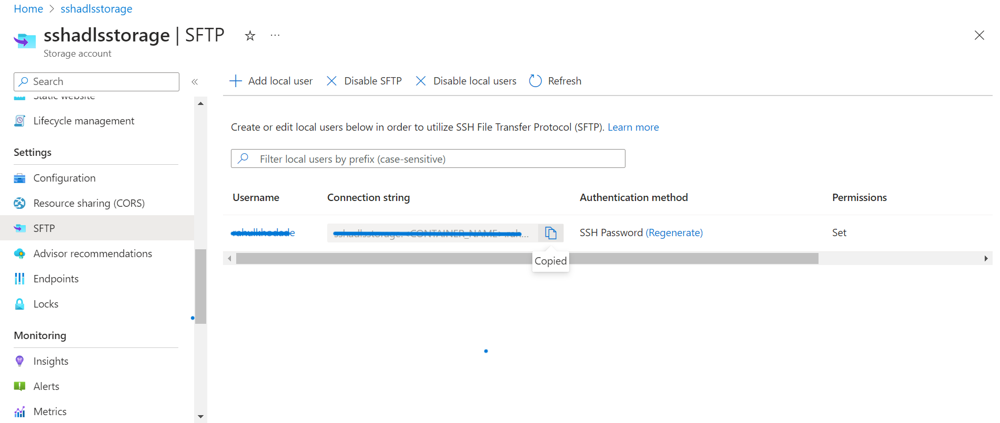 Home > sshadlsstorage
sshadlsstorage | SFTP
Storage account
Search
Static website
Lifecycle management
Settings
Configuration
Resource sharing (CORS)
SFTP
Advisor recommendations
Endpoints
Locks
Monitoring
Insights
Alerts
Metrics
Add local user Disable SFTP Disable local users Refresh
Create or edit local users below in order to utilize SSH File Transfer Protocol (SFTP). Learn more
Filter local users by prefix (case-sensitive)
Username Connection string Authentication method Permissions
SSH Password (Regenerate) Set
Copied